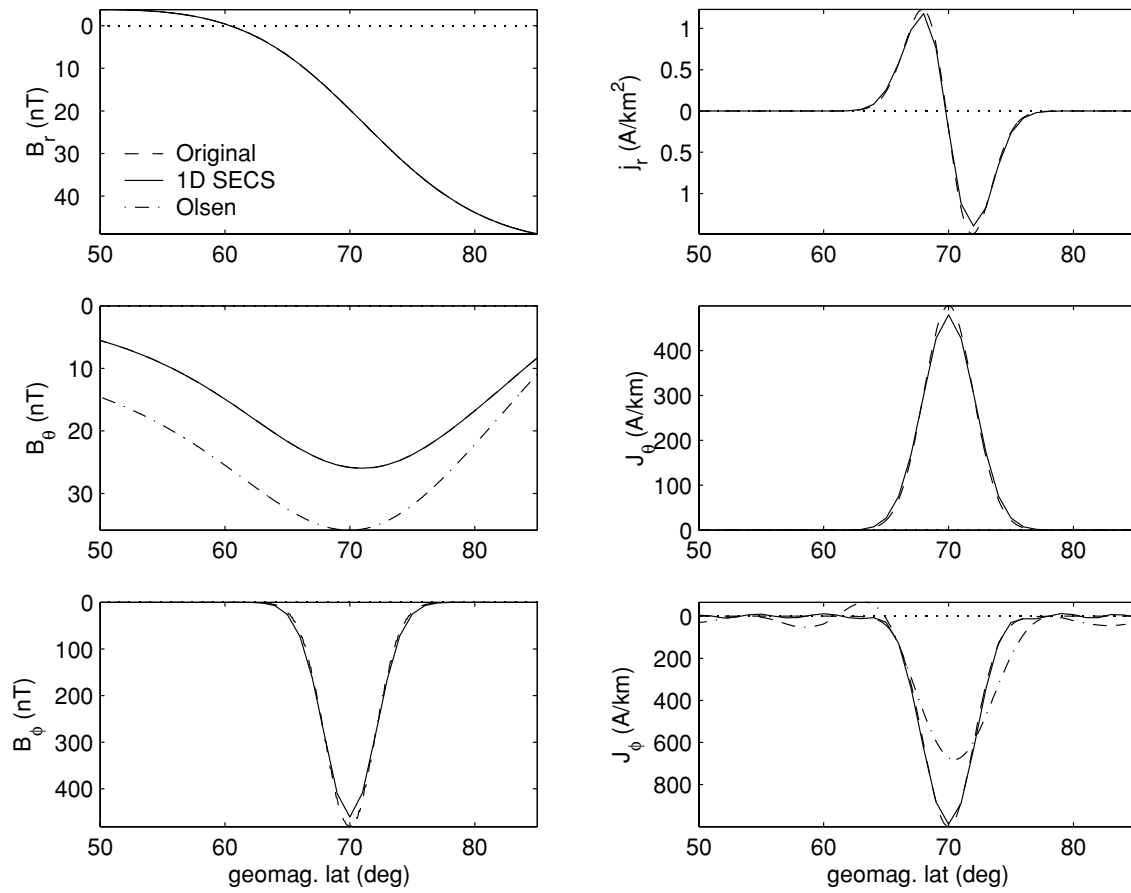 0
10
20
30
40
B_r (nT)
Original
1D SECS
Olsen
50 60 70 80
1
0.5
0
0.5
1
j_r (A/km^2)
50 60 70 80
0
10
20
30
B_θ (nT)
50 60 70 80
400
300
200
100
0
J_θ (A/km)
50 60 70 80
0
100
200
300
400
B_ϕ (nT)
50 60 70 80
geomag. lat (deg)
0
200
400
600
800
J_ϕ (A/km)
50 60 70 80
geomag. lat (deg)